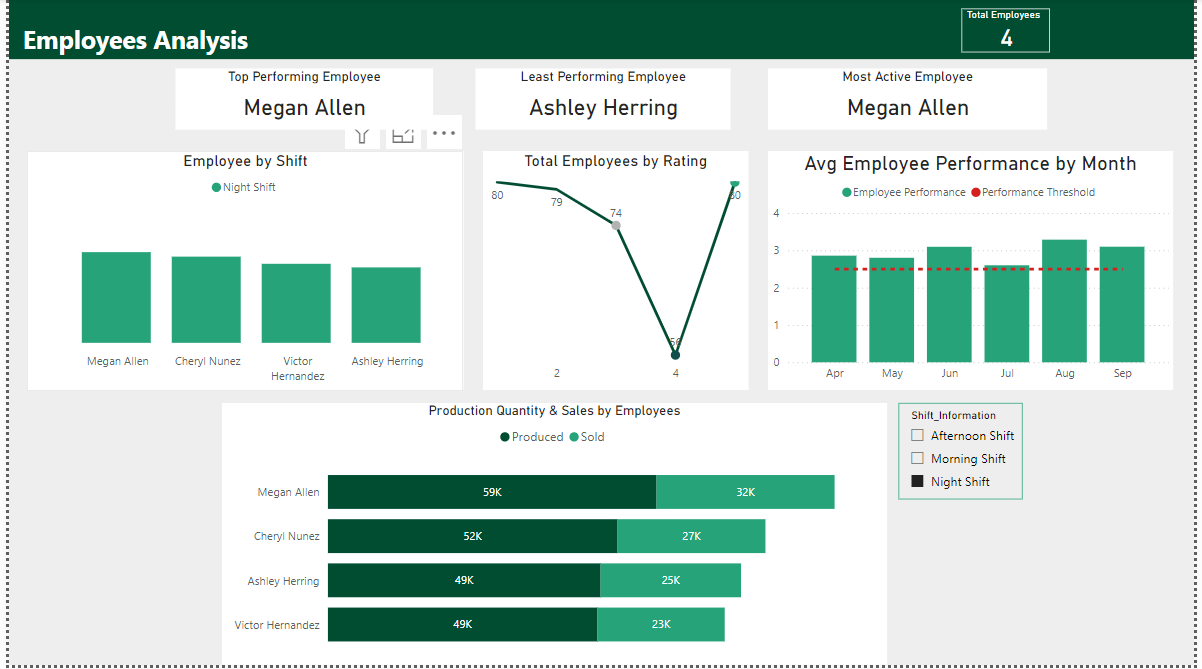 Employees Analysis
Total Employees
4
Top Performing Employee
Megan Allen
Least Performing Employee
Ashley Herring
Most Active Employee
Megan Allen
Employee by Shift
Night Shift
Megan Allen
Cheryl Nunez
Victor
Hernandez
Ashley Herring
Total Employees by Rating
80
79
74
56
80
2
4
Avg Employee Performance by Month
Employee Performance
Performance Threshold
4
3
2
1
0
Apr
May
Jun
Jul
Aug
Sep
Production Quantity & Sales by Employees
Produced
Sold
Megan Allen
59K
32K
Cheryl Nunez
52K
27K
Ashley Herring
49K
25K
Victor Hernandez
49K
23K
Shift_Information
Afternoon Shift
Morning Shift
Night Shift